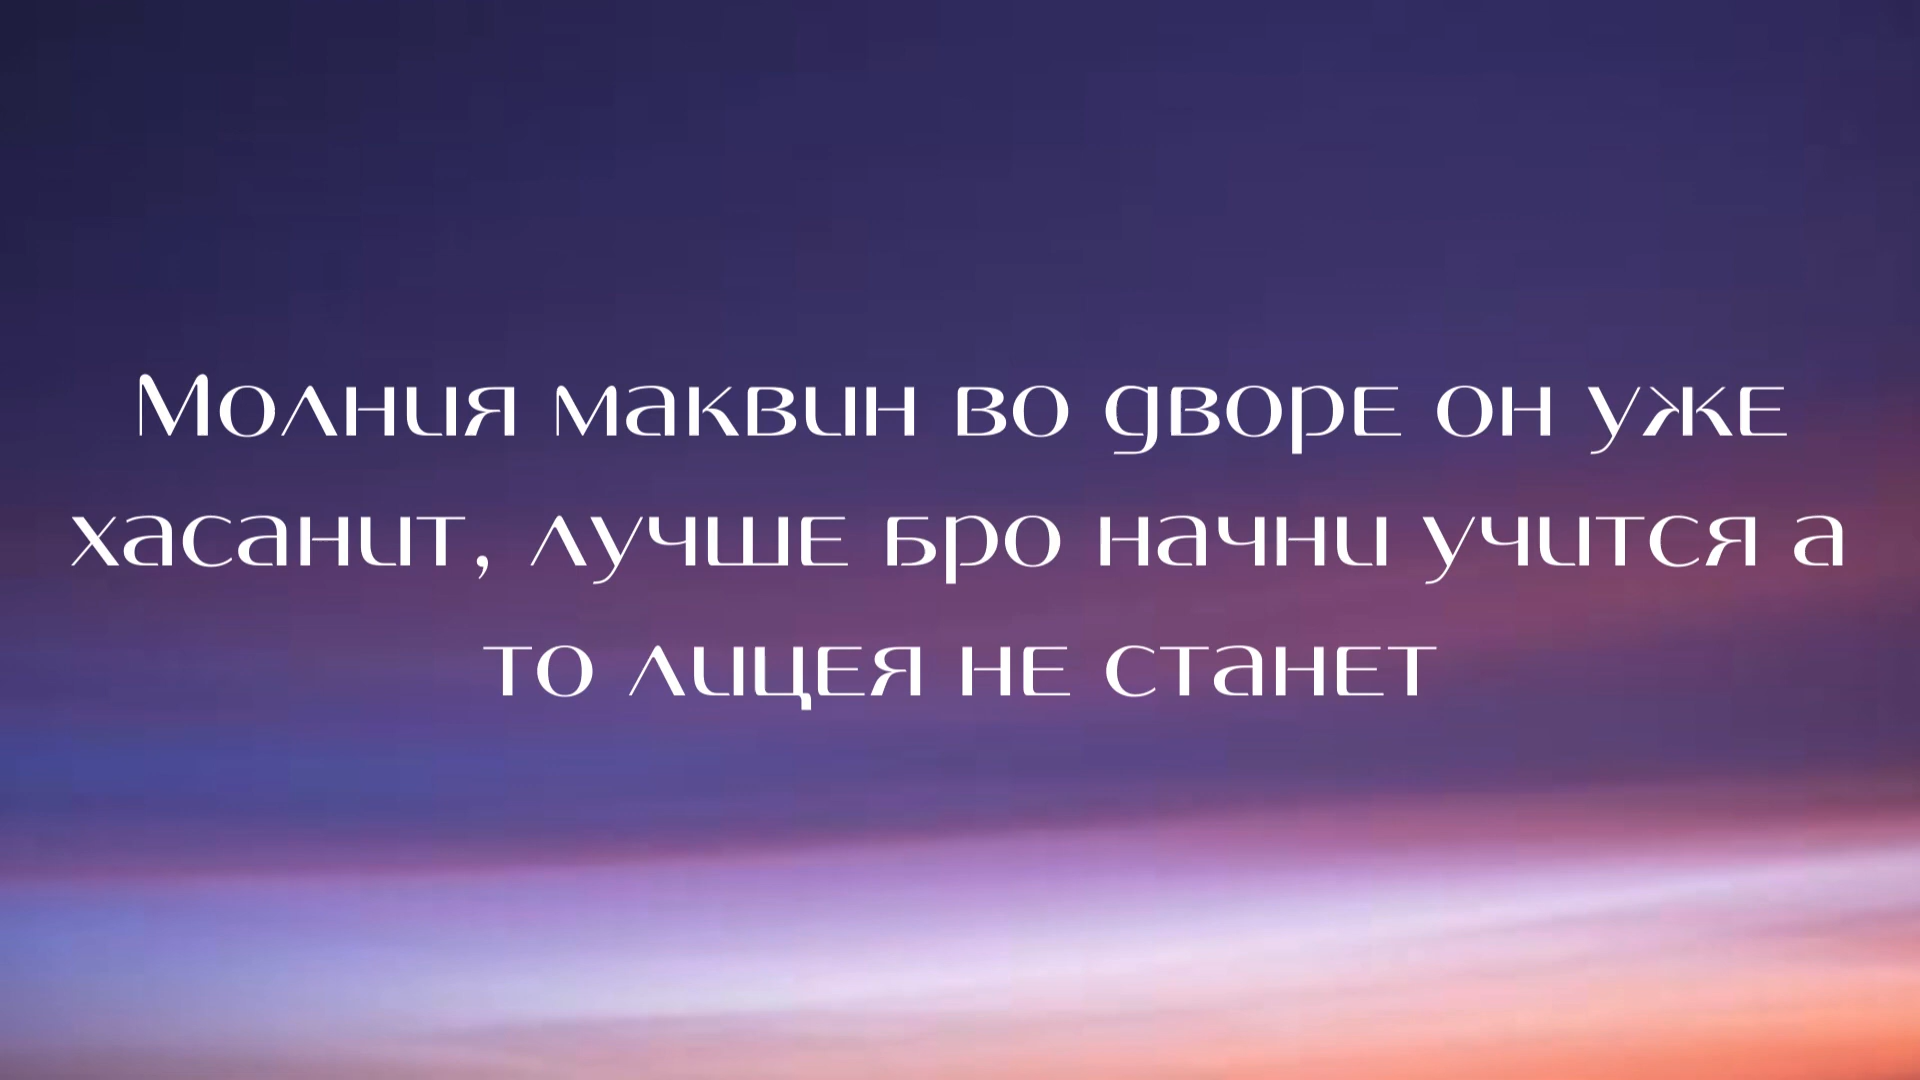 Молния маквин во дворе он уже
хасанит, лучше бро начни учится а
то лицея не станет